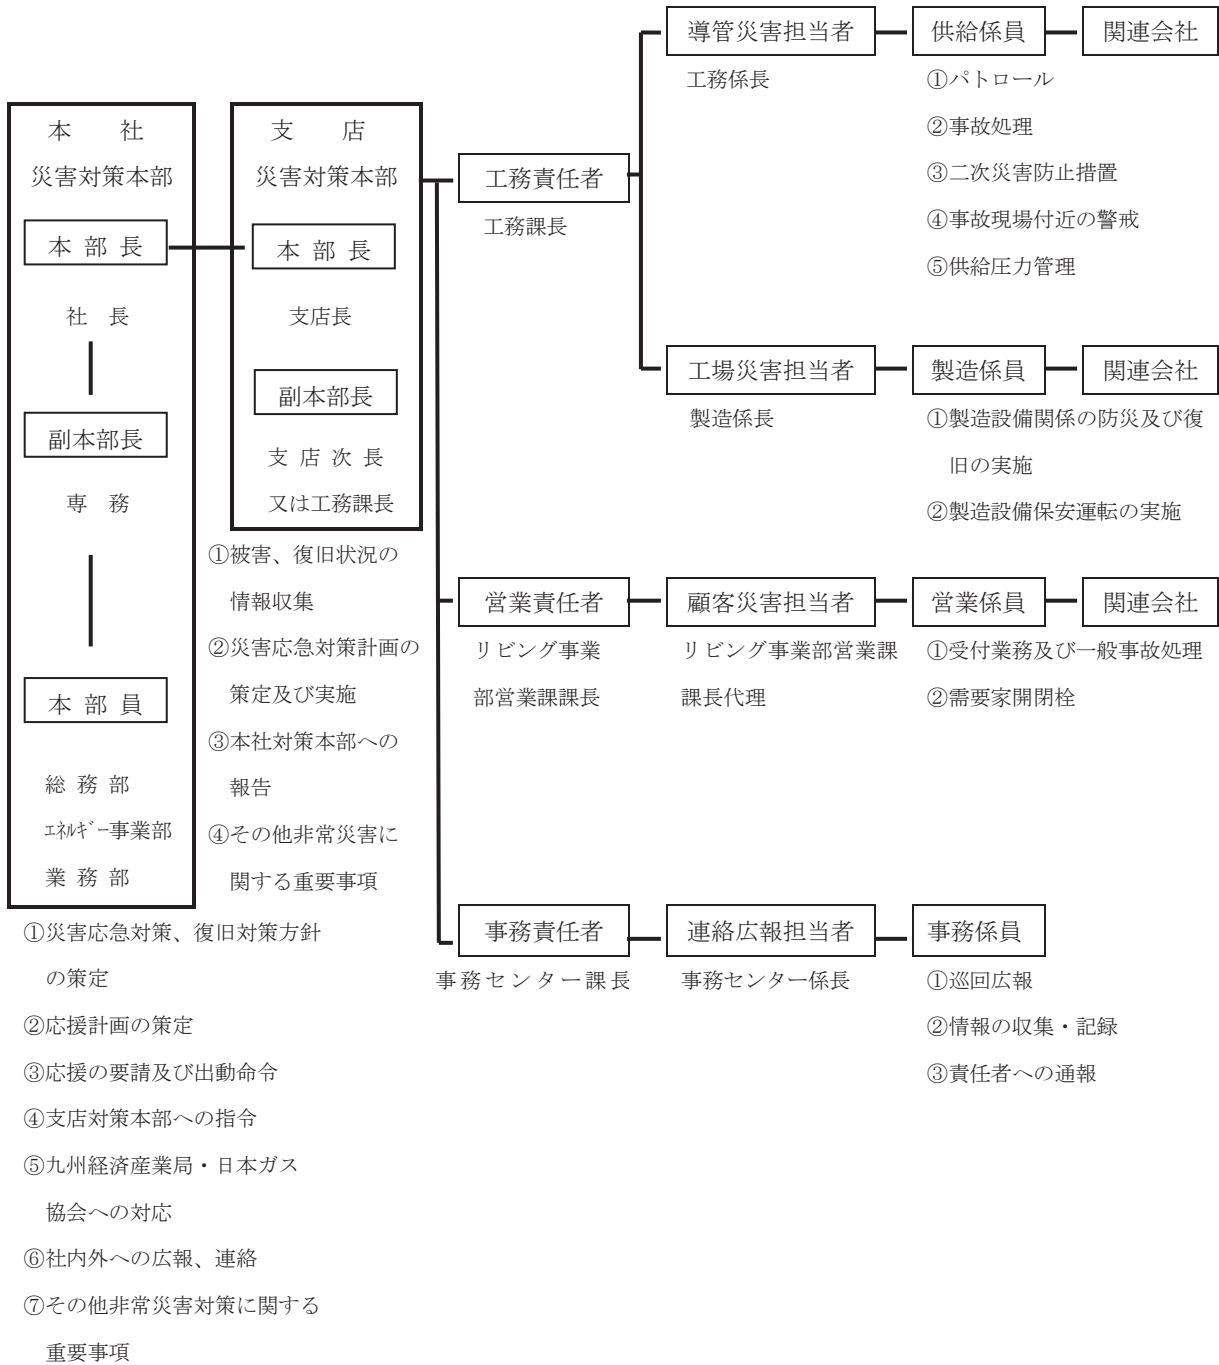 本　　社
災害対策本部
本 部 長
社　長
副本部長
専　務
本 部 員
総 務 部
ｴﾈﾙｷﾞｰ事業部
業 務 部
①災害応急対策、復旧対策方針
の策定
②応援計画の策定
③応援の要請及び出動命令
④支店対策本部への指令
⑤九州経済産業局・日本ガス
協会への対応
⑥社内外への広報、連絡
⑦その他非常災害対策に関する
重要事項
支　　店
災害対策本部
本 部 長
支店長
副本部長
支 店 次 長
又は工務課長
①被害、復旧状況の
情報収集
②災害応急対策計画の
策定及び実施
③本社対策本部への
報告
④その他非常災害に
関する重要事項
工務責任者
工務課長
導管災害担当者
工務係長
供給係員
関連会社
①パトロール
②事故処理
③二次災害防止措置
④事故現場付近の警戒
⑤供給圧力管理
工場災害担当者
製造係長
製造係員
関連会社
①製造設備関係の防災及び復
旧の実施
②製造設備保安運転の実施
営業責任者
リビング事業
部営業課課長
顧客災害担当者
リビング事業部営業課
課長代理
営業係員
関連会社
①受付業務及び一般事故処理
②需要家開閉栓
事務責任者
事務センター課長
連絡広報担当者
事務センター係長
事務係員
①巡回広報
②情報の収集・記録
③責任者への通報